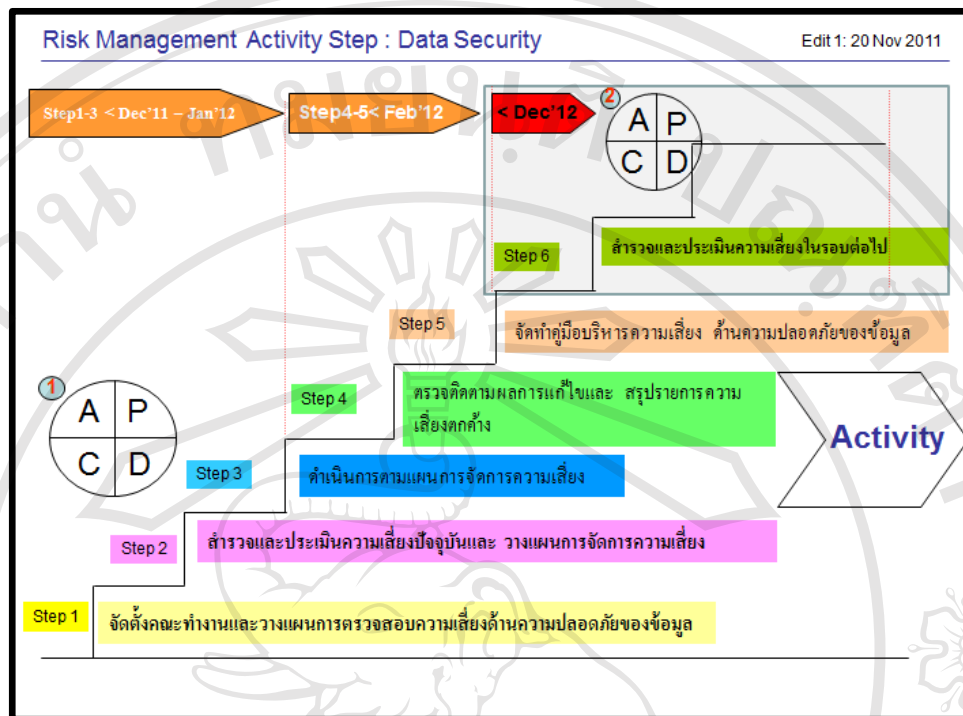 Risk Management Activity Step : Data Security
Edit 1: 20 Nov 2011
Step1-3 < Dec'11 – Jan'12
Step4-5< Feb'12
< Dec'12
2
A P
C D
Step 6
สำรวจและประเมินความเสี่ยงในรอบต่อไป
Step 5
จัดทำคู่มือบริหารความเสี่ยง ด้านความปลอดภัยของข้อมูล
1
A P
C D
Step 4
ตรวจติดตามผลการแก้ไขและ สรุปรายการความ
เสี่ยงตกค้าง
Activity
Step 3
ดำเนินการตามแผนการจัดการความเสี่ยง
Step 2
สำรวจและประเมินความเสี่ยงปัจจุบันและ วางแผนการจัดการความเสี่ยง
Step 1
จัดตั้งคณะทำงานและวางแผนการตรวจสอบความเสี่ยงด้านความปลอดภัยของข้อมูล